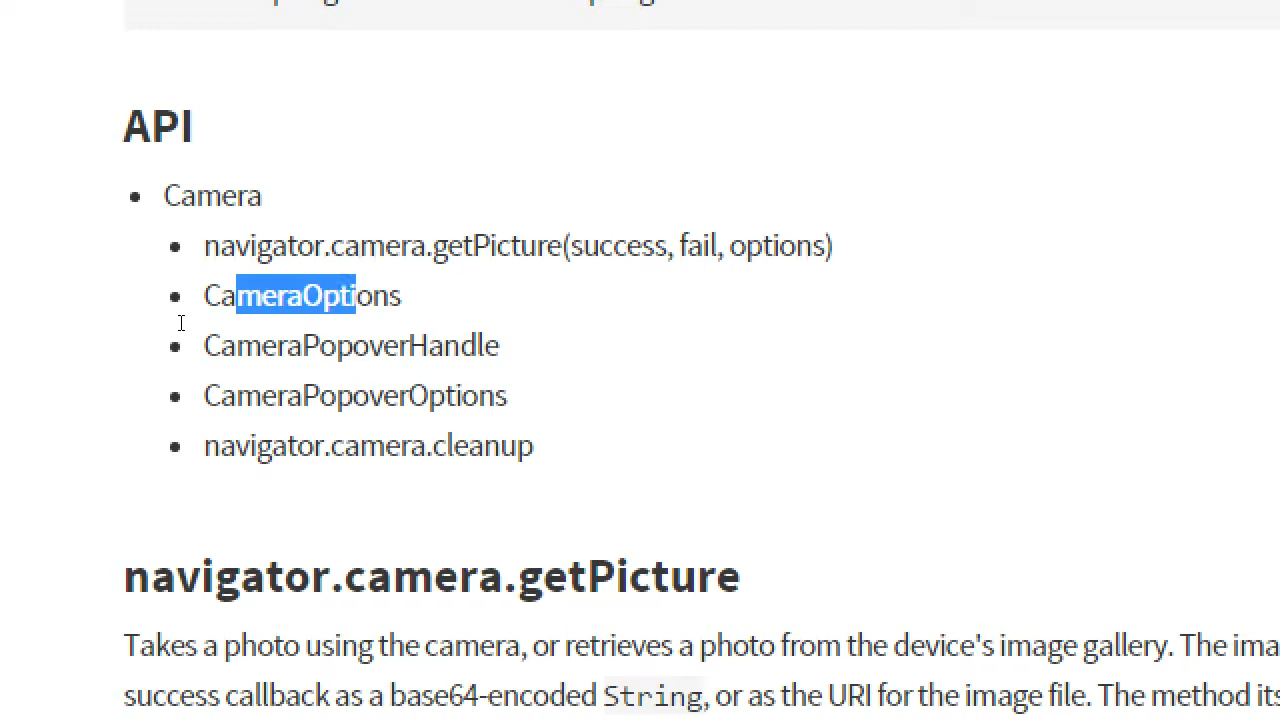 API
Camera
navigator.camera.getPicture(success, fail, options)
CameraOptions
CameraPopoverHandle
CameraPopoverOptions
navigator.camera.cleanup
navigator.camera.getPicture
Takes a photo using the camera, or retrieves a photo from the device's image gallery. The ima
success callback as a base64-encoded String, or as the URI for the image file. The method its